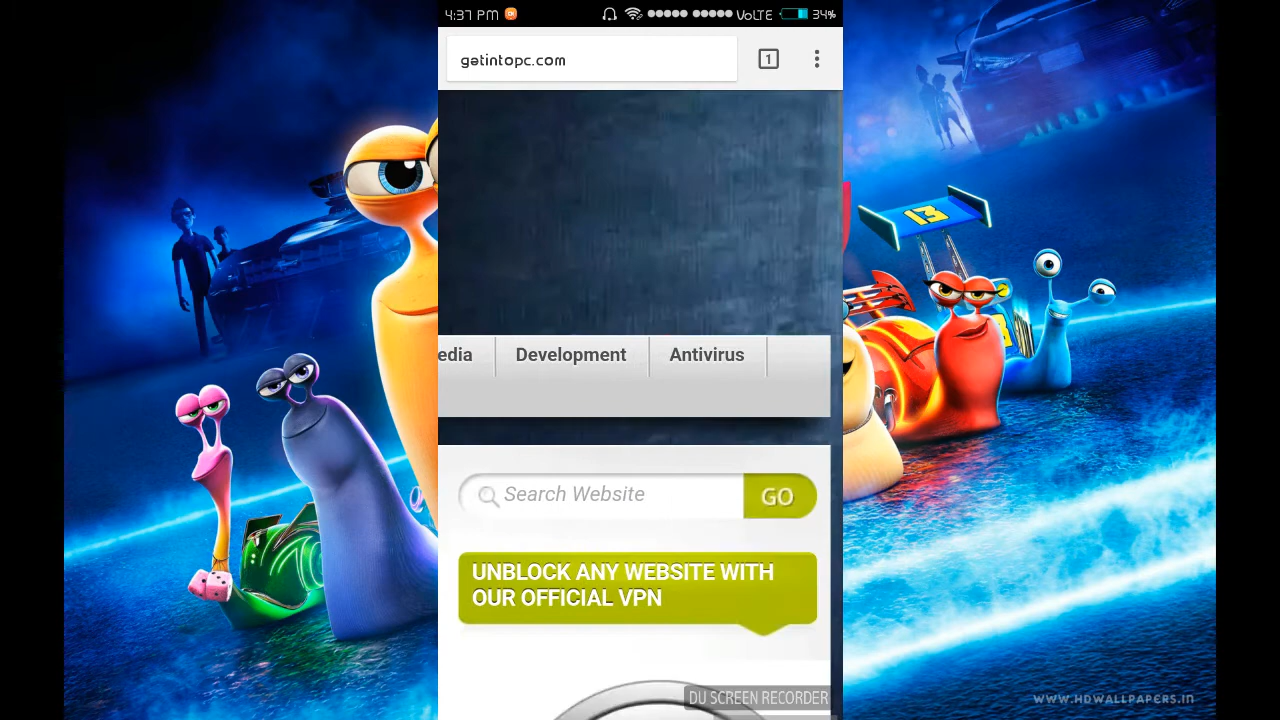 4:37 PM VoLTE 34%
getintopc.com 1
edia Development Antivirus
Search Website GO
UNBLOCK ANY WEBSITE WITH
OUR OFFICIAL VPN
DU SCREEN RECORDER
13
WWW.HDWALLPAPERS.IN